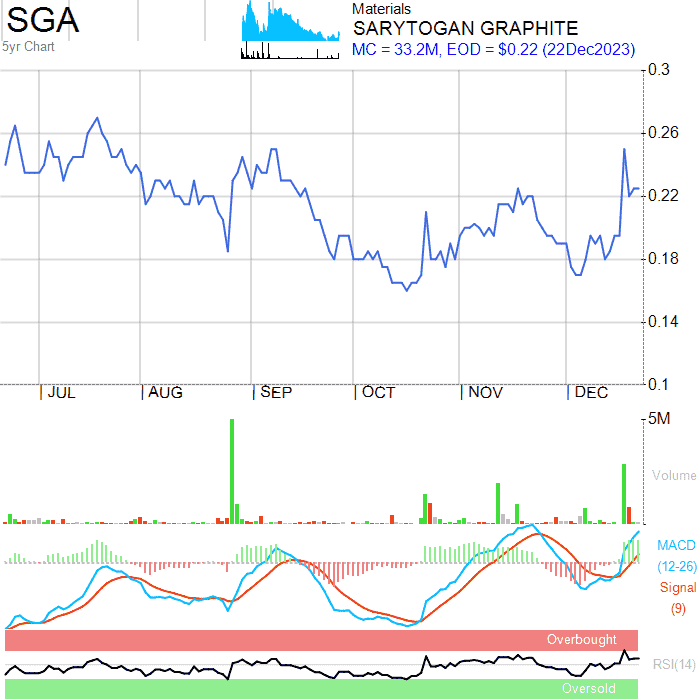 SGA
5yr Chart
Materials
SARYTOGAN GRAPHITE
MC = 33.2M, EOD = $0.22 (22Dec2023)
0.3
0.26
0.22
0.18
0.14
0.1
JUL AUG SEP OCT NOV DEC
5M
Volume
MACD
(12-26)
Signal
(9)
Overbought
RSI(14)
Oversold